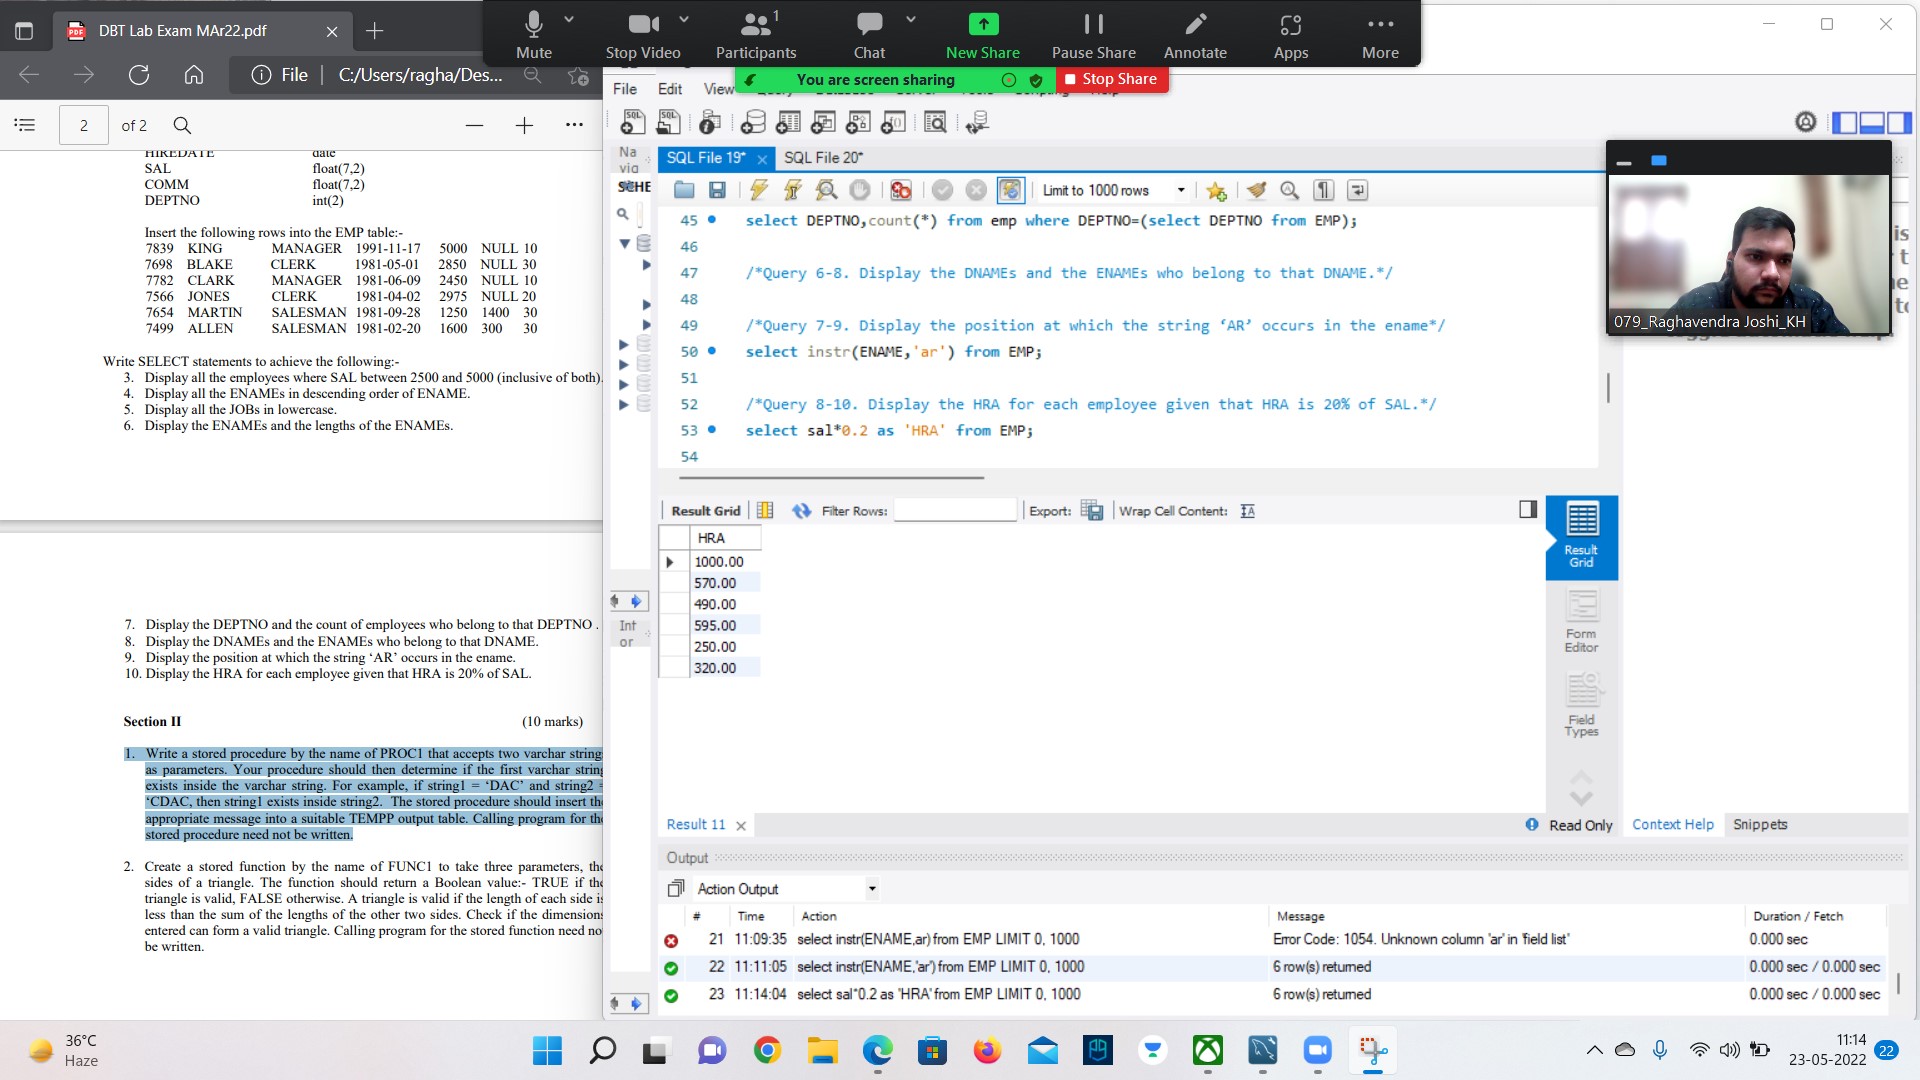 DBT Lab Exam MAr22.pdf
Mute
Stop Video
Participants
1
Chat
New Share
Pause Share
Annotate
Apps
More
You are screen sharing
Stop Share
File
C:/Users/ragha/Des...
2
of 2
HIREDATE date
SAL float(7,2)
COMM float(7,2)
DEPTNO int(2)
Insert the following rows into the EMP table:-
7839 KING MANAGER 1991-11-17 5000 NULL 10
7698 BLAKE CLERK 1981-05-01 2850 NULL 30
7782 CLARK MANAGER 1981-06-09 2450 NULL 10
7566 JONES CLERK 1981-04-02 2975 NULL 20
7654 MARTIN SALESMAN 1981-09-28 1250 1400 30
7499 ALLEN SALESMAN 1981-02-20 1600 300 30
Write SELECT statements to achieve the following:-
3. Display all the employees where SAL between 2500 and 5000 (inclusive of both).
4. Display all the ENAMEs in descending order of ENAME.
5. Display all the JOBs in lowercase.
6. Display the ENAMEs and the lengths of the ENAMEs.
7. Display the DEPTNO and the count of employees who belong to that DEPTNO .
8. Display the DNAMEs and the ENAMEs who belong to that DNAME.
9. Display the position at which the string ‘AR’ occurs in the ename.
10. Display the HRA for each employee given that HRA is 20% of SAL.
Section II (10 marks)
1. Write a stored procedure by the name of PROC1 that accepts two varchar string
as parameters. Your procedure should then determine if the first varchar string
exists inside the varchar string. For example, if string1 = ‘DAC’ and string2 =
‘CDAC, then string1 exists inside string2. The stored procedure should insert the
appropriate message into a suitable TEMPP output table. Calling program for the
stored procedure need not be written.
2. Create a stored function by the name of FUNC1 to take three parameters, the
sides of a triangle. The function should return a Boolean value:- TRUE if the
triangle is valid, FALSE otherwise. A triangle is valid if the length of each side is
less than the sum of the lengths of the other two sides. Check if the dimensions
entered can form a valid triangle. Calling program for the stored function need no
be written.
File Edit View
Na
vig
SCHE
SQL File 19*
SQL File 20*
Limit to 1000 rows
45 select DEPTNO,count(*) from emp where DEPTNO=(select DEPTNO from EMP);
46
47 /*Query 6-8. Display the DNAMEs and the ENAMEs who belong to that DNAME.*/
48
49 /*Query 7-9. Display the position at which the string ‘AR’ occurs in the ename*/
50 select instr(ENAME,'ar') from EMP;
51
52 /*Query 8-10. Display the HRA for each employee given that HRA is 20% of SAL.*/
53 select sal*0.2 as 'HRA' from EMP;
54
079_Raghavendra Joshi_KH
Result Grid
Filter Rows:
Export:
Wrap Cell Content:
HRA
1000.00
570.00
490.00
595.00
250.00
320.00
Int
or
Result
Grid
Form
Editor
Field
Types
Result 11
Read Only
Context Help
Snippets
Output
Action Output
# Time Action Message Duration / Fetch
21 11:09:35 select instr(ENAME,ar) from EMP LIMIT 0, 1000 Error Code: 1054. Unknown column 'ar' in 'field list' 0.000 sec
22 11:11:05 select instr(ENAME,'ar') from EMP LIMIT 0, 1000 6 row(s) returned 0.000 sec / 0.000 sec
23 11:14:04 select sal*0.2 as 'HRA' from EMP LIMIT 0, 1000 6 row(s) returned 0.000 sec / 0.000 sec
36°C
Haze
11:14
23-05-2022
22